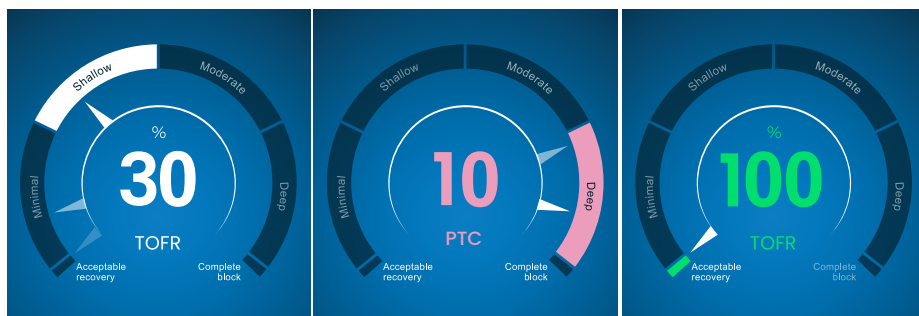 Shallow
Moderate
Minimal
Deep
%
30
TOFR
Acceptable
recovery
Complete
block
Shallow
Moderate
Minimal
Deep
10
PTC
Acceptable
recovery
Complete
block
Shallow
Moderate
Minimal
Deep
%
100
TOFR
Acceptable
recovery
Complete
block